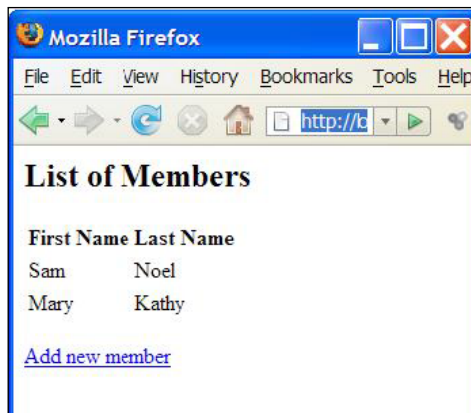 Mozilla Firefox
File Edit View History Bookmarks Tools Help
http://b
List of Members
First Name Last Name
Sam Noel
Mary Kathy
Add new member